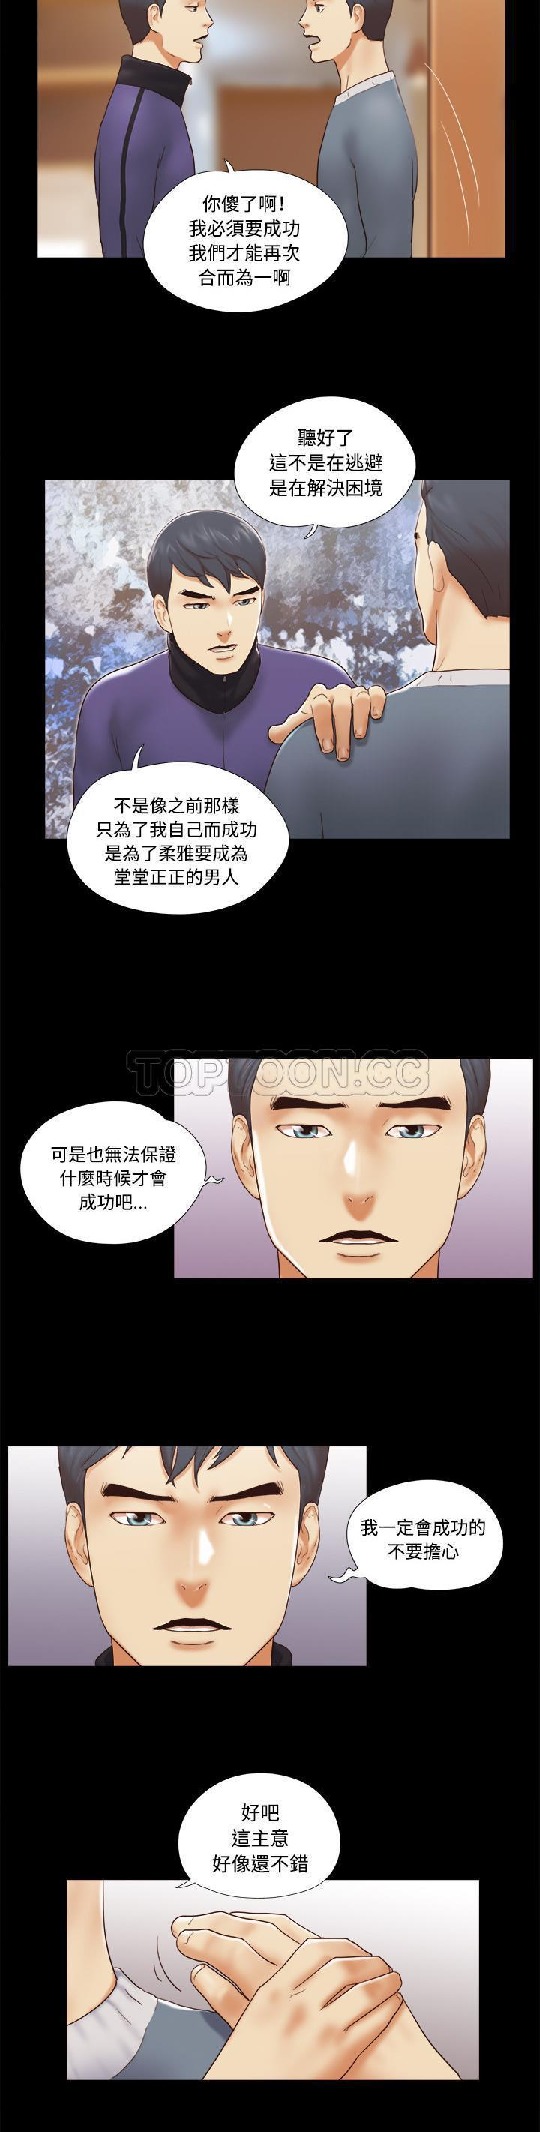 你傻了啊!
我必須要成功
我們才能再次
合而為一啊
聽好了
這不是在逃避
是在解決困境
不是像之前那樣
只為了我自己而成功
是為了柔雅要成為
堂堂正正的男人
TOPTOON.CC
可是也無法保證
什麼時候才會
成功吧...
我一定會成功的
不要擔心
好吧
這主意
好像還不錯